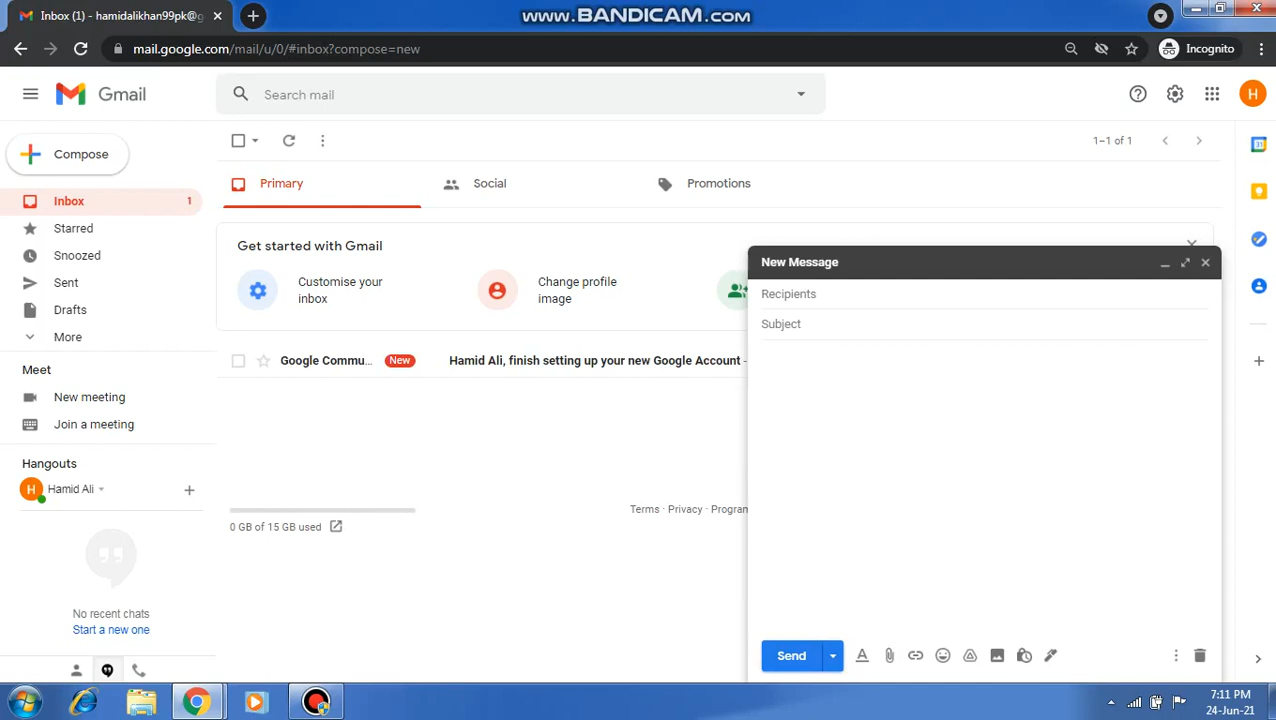 Inbox (1) - hamidalikhan99pk@g
www.BANDICAM.com
mail.google.com/mail/u/0/#inbox?compose=new
Incognito
Gmail
Search mail
H
Compose
1–1 of 1
Primary
Social
Promotions
Inbox
1
Starred
Snoozed
Sent
Drafts
More
Get started with Gmail
Customise your
inbox
Change profile
image
Google Commu...
New
Hamid Ali, finish setting up your new Google Account -
New Message
Recipients
Subject
Meet
New meeting
Join a meeting
Hangouts
H
Hamid Ali
0 GB of 15 GB used
Terms · Privacy · Program
No recent chats
Start a new one
Send
7:11 PM
24-Jun-21